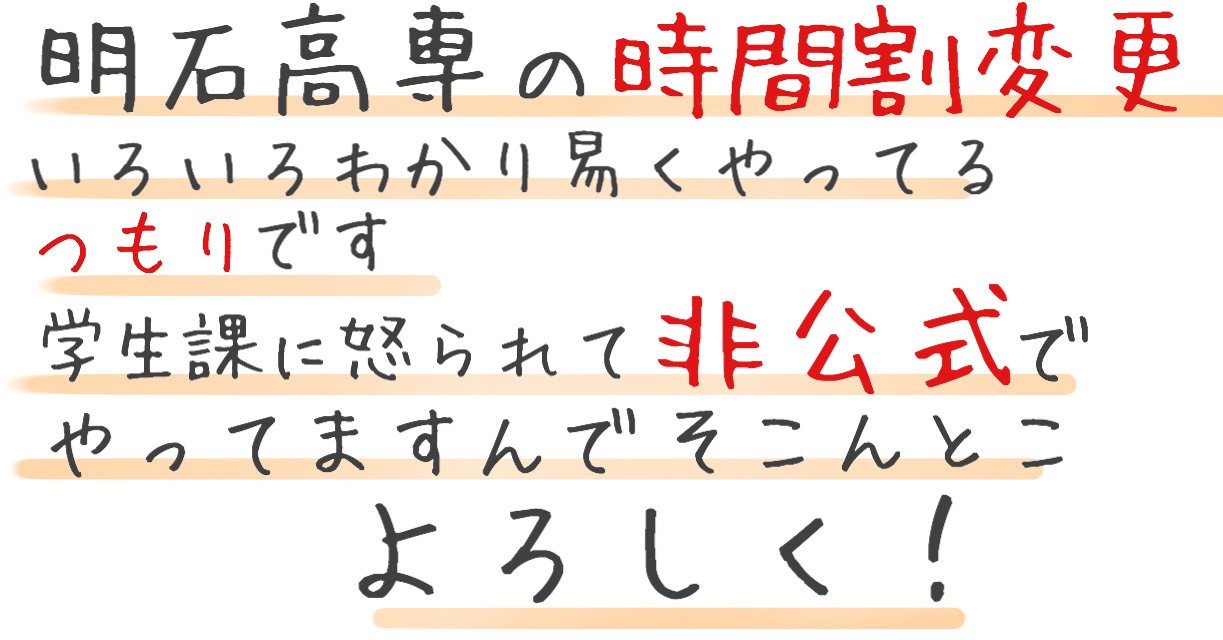 明石高専の時間割変更
いろいろわかり易くやってる
つもりです
学生課に怒られて非公式で
やってますんでそこんとこ
よろしく!